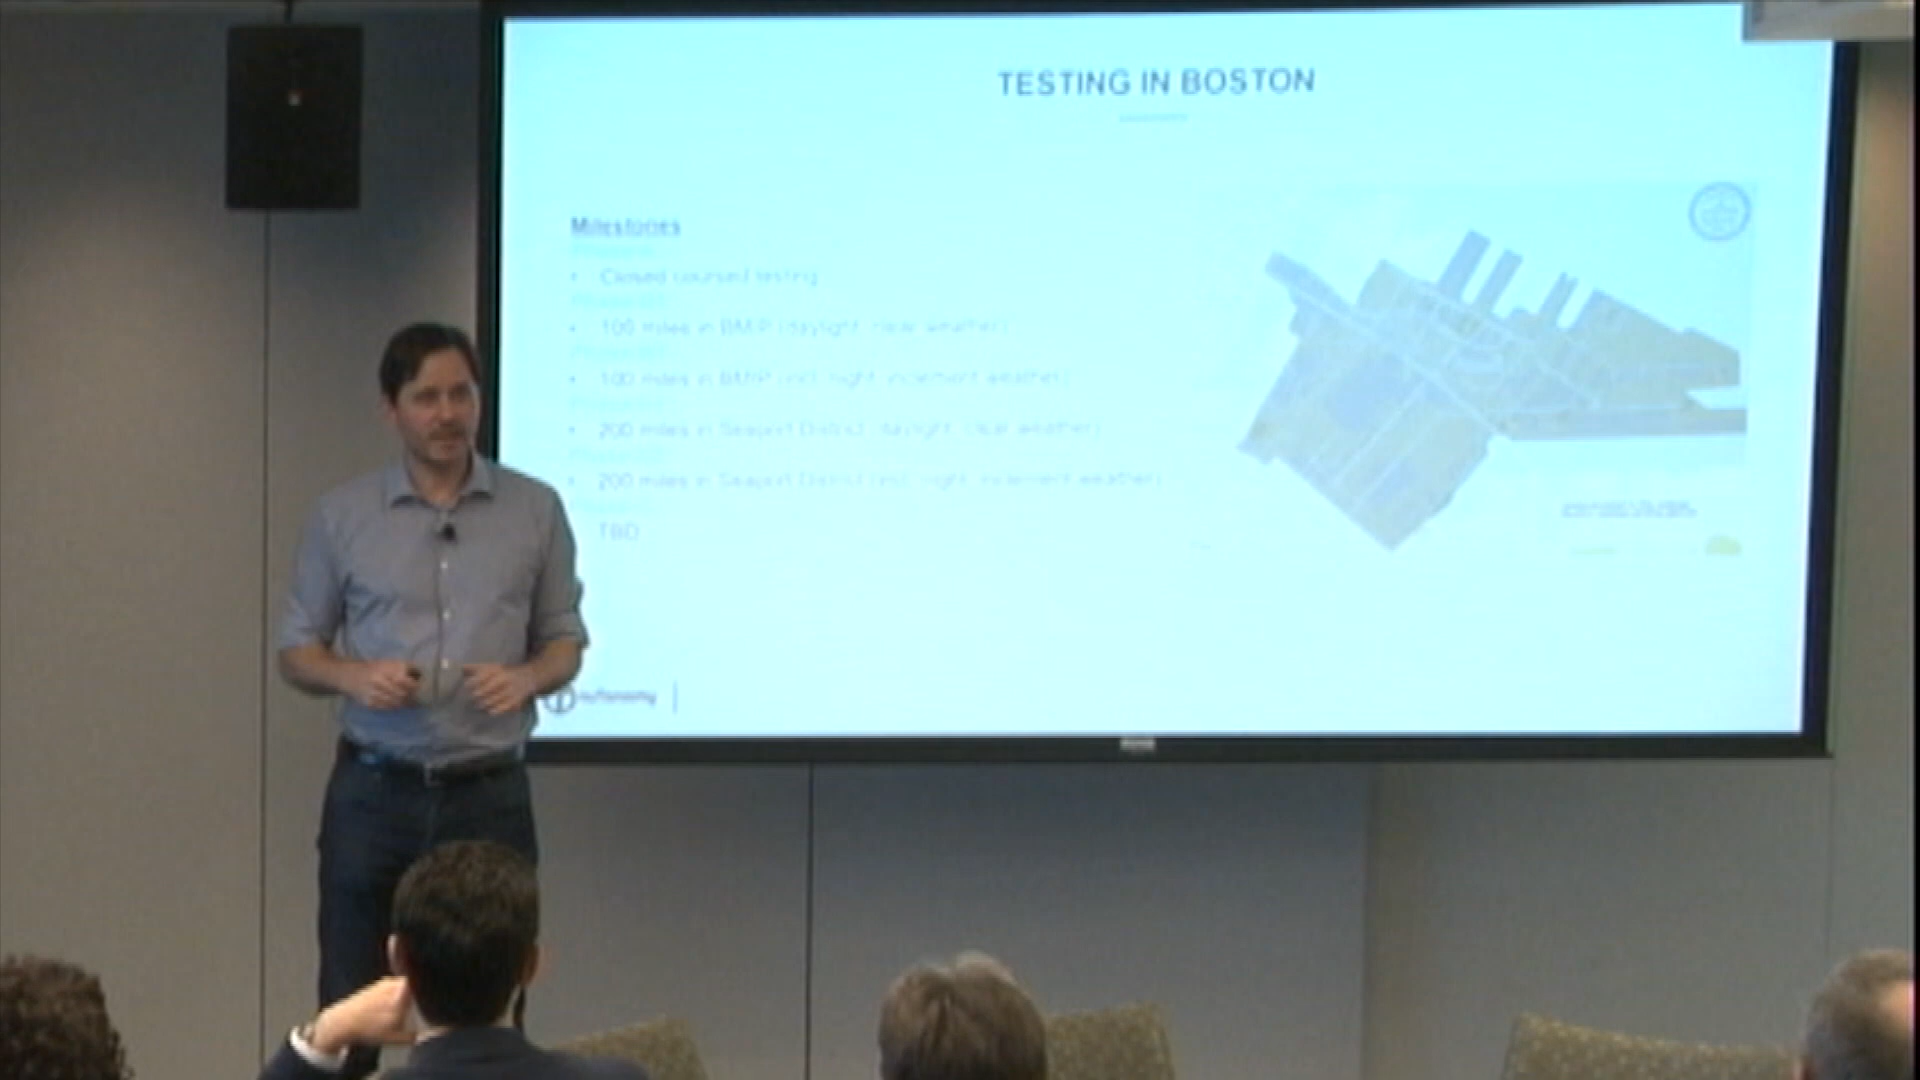 TESTING IN BOSTON
Milestones
• Closed coursed testing
• 100 miles in BMIP (daylight, clear weather)
• 100 miles in BMIP (incl. night, inclement weather)
• 200 miles in Seaport District (daylight, clear weather)
• 200 miles in Seaport District (incl. night, inclement weather)
TBD
nuTonomy